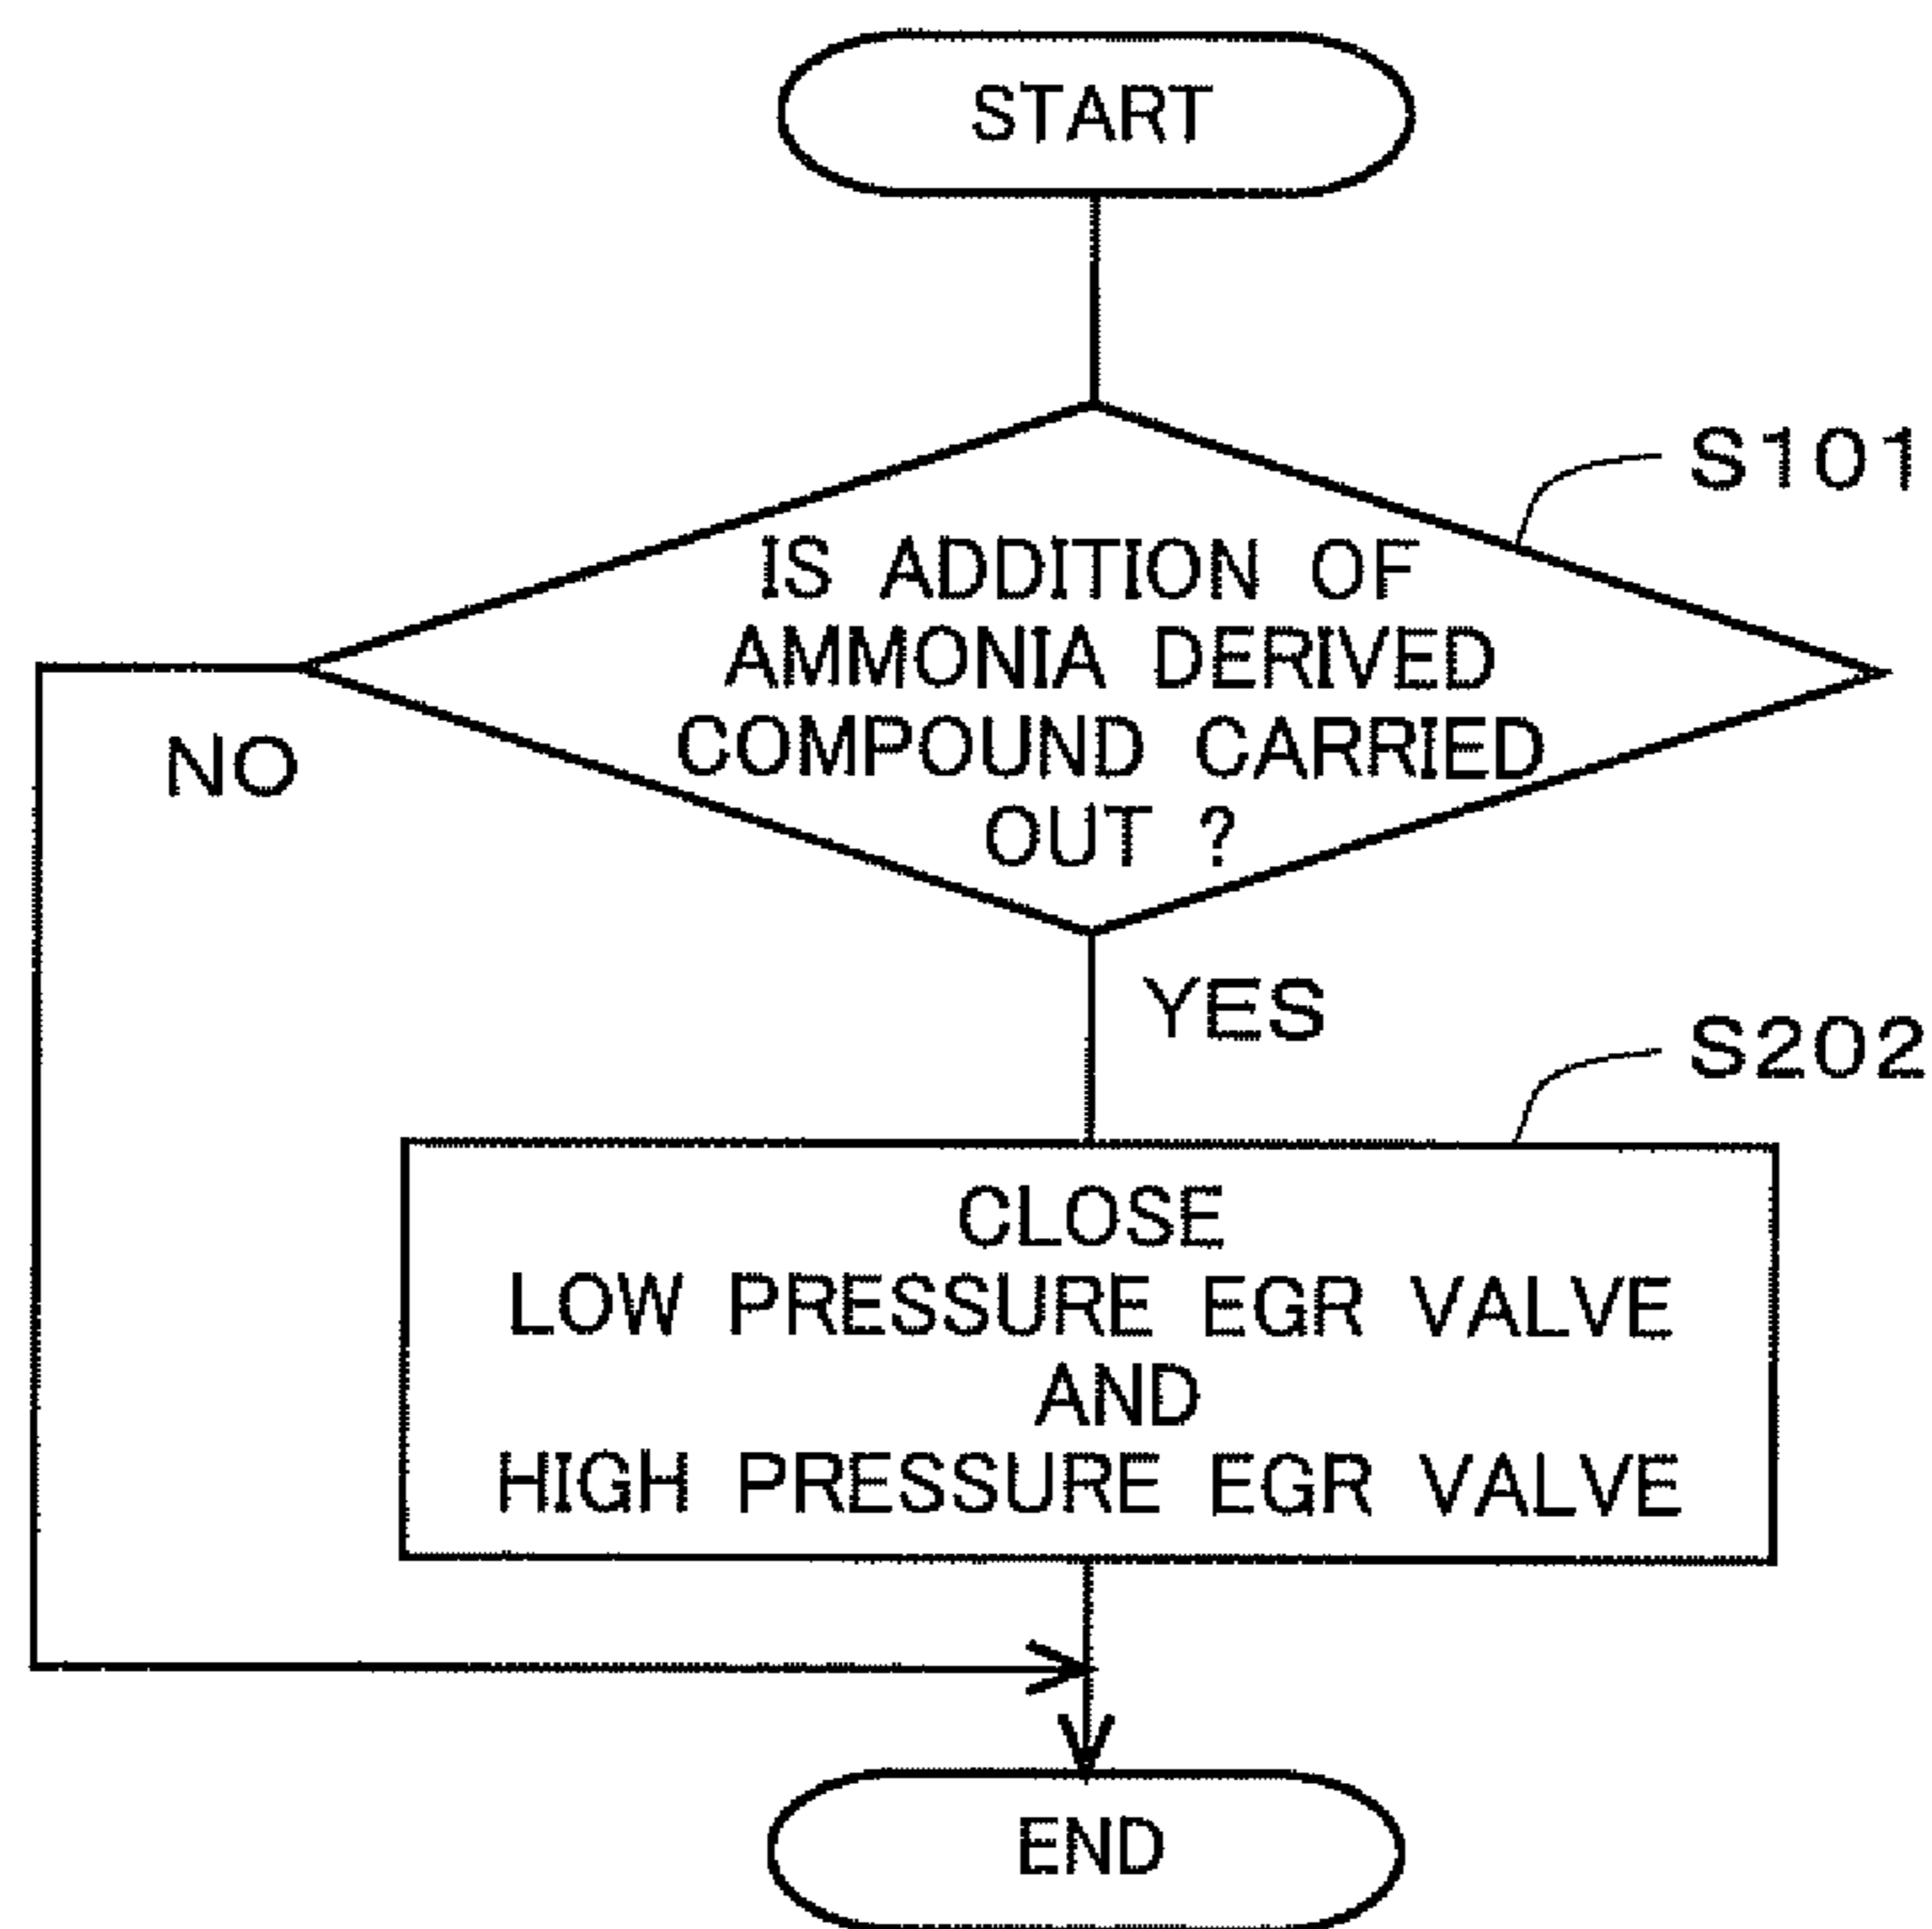 START
S101
IS ADDITION OF
AMMONIA DERIVED
COMPOUND CARRIED
OUT ?
NO
YES
S202
CLOSE
LOW PRESSURE EGR VALVE
AND
HIGH PRESSURE EGR VALVE
END